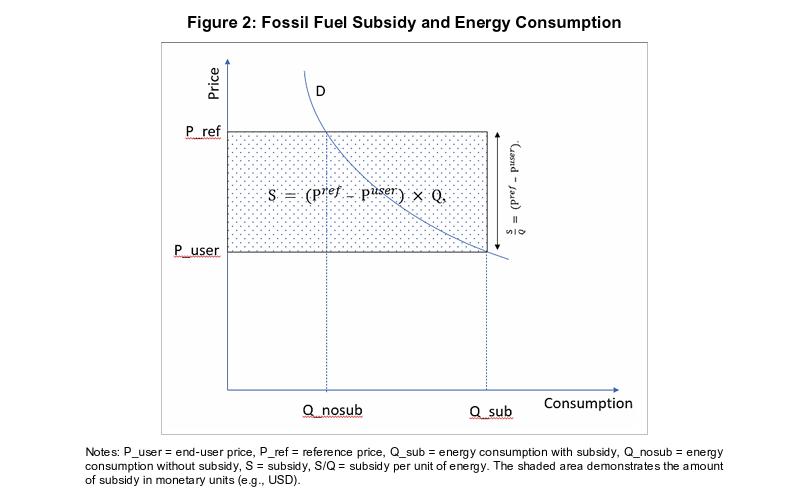 Figure 2: Fossil Fuel Subsidy and Energy Consumption
Price
D
P_ref
S = (P^ref − P^user) × Q,
S/Q = (P^ref − P^user).
P_user
Q_nosub
Q_sub
Consumption
Notes: P_user = end-user price, P_ref = reference price, Q_sub = energy consumption with subsidy, Q_nosub = energy
consumption without subsidy, S = subsidy, S/Q = subsidy per unit of energy. The shaded area demonstrates the amount
of subsidy in monetary units (e.g., USD).